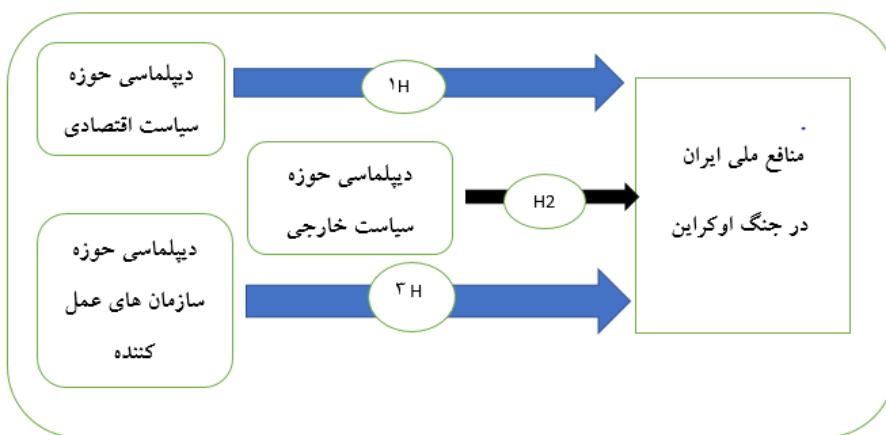 دیپلماسی حوزه
سیاست اقتصادی
۱H
دیپلماسی حوزه
سیاست خارجی
H2
دیپلماسی حوزه
سازمان های عمل
کننده
۳ H
منافع ملی ایران
در جنگ اوکراین